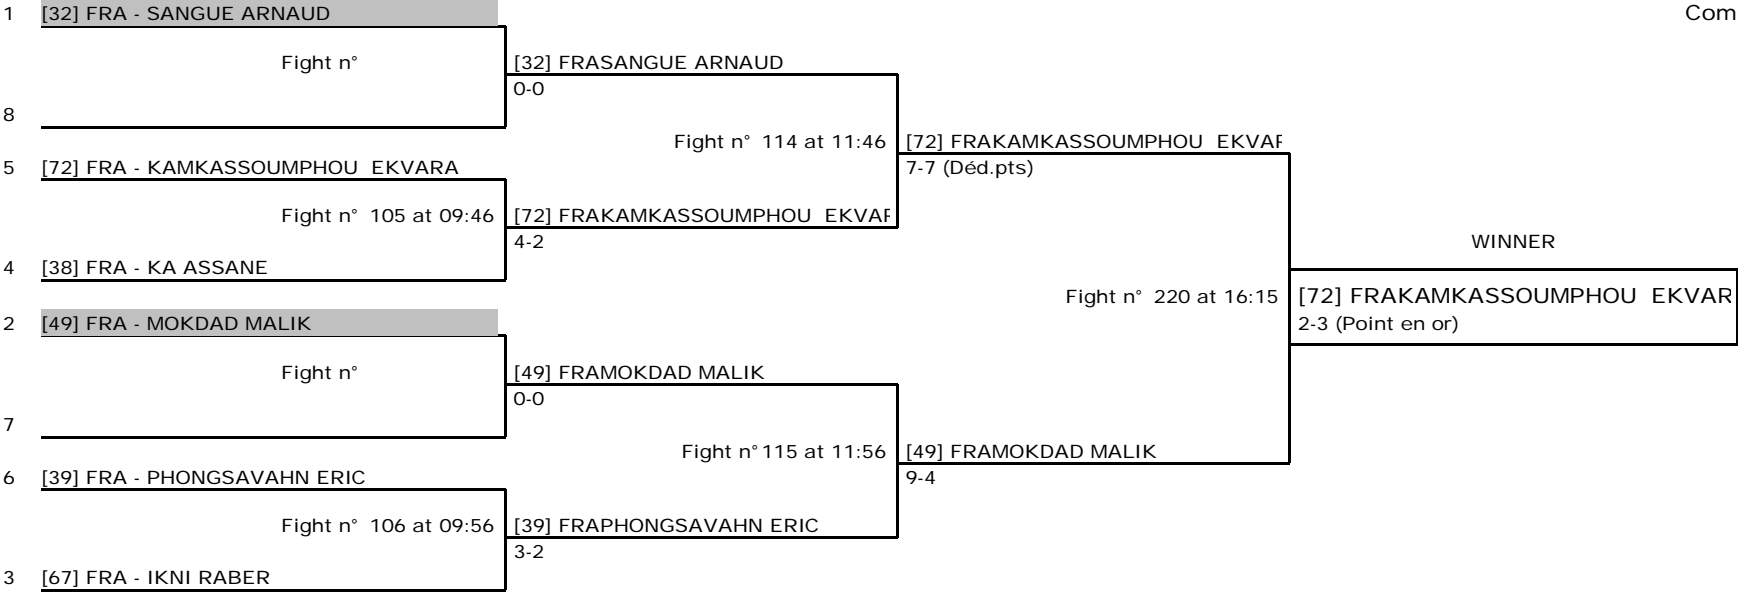 1 [32] FRA - SANGUE ARNAUD
Com
Fight n°
[32] FRASANGUE ARNAUD
0-0
8
Fight n° 114 at 11:46
[72] FRAKAMKASSOUMPHOU EKVAR
7-7 (Déd.pts)
5 [72] FRA - KAMKASSOUMPHOU EKVARA
Fight n° 105 at 09:46
[72] FRAKAMKASSOUMPHOU EKVAR
4-2
WINNER
4 [38] FRA - KA ASSANE
Fight n° 220 at 16:15
[72] FRAKAMKASSOUMPHOU EKVAR
2-3 (Point en or)
2 [49] FRA - MOKDAD MALIK
Fight n°
[49] FRAMOKDAD MALIK
0-0
7
Fight n° 115 at 11:56
[49] FRAMOKDAD MALIK
9-4
6 [39] FRA - PHONGSAVAHN ERIC
Fight n° 106 at 09:56
[39] FRAPHONGSAVAHN ERIC
3-2
3 [67] FRA - IKNI RABER